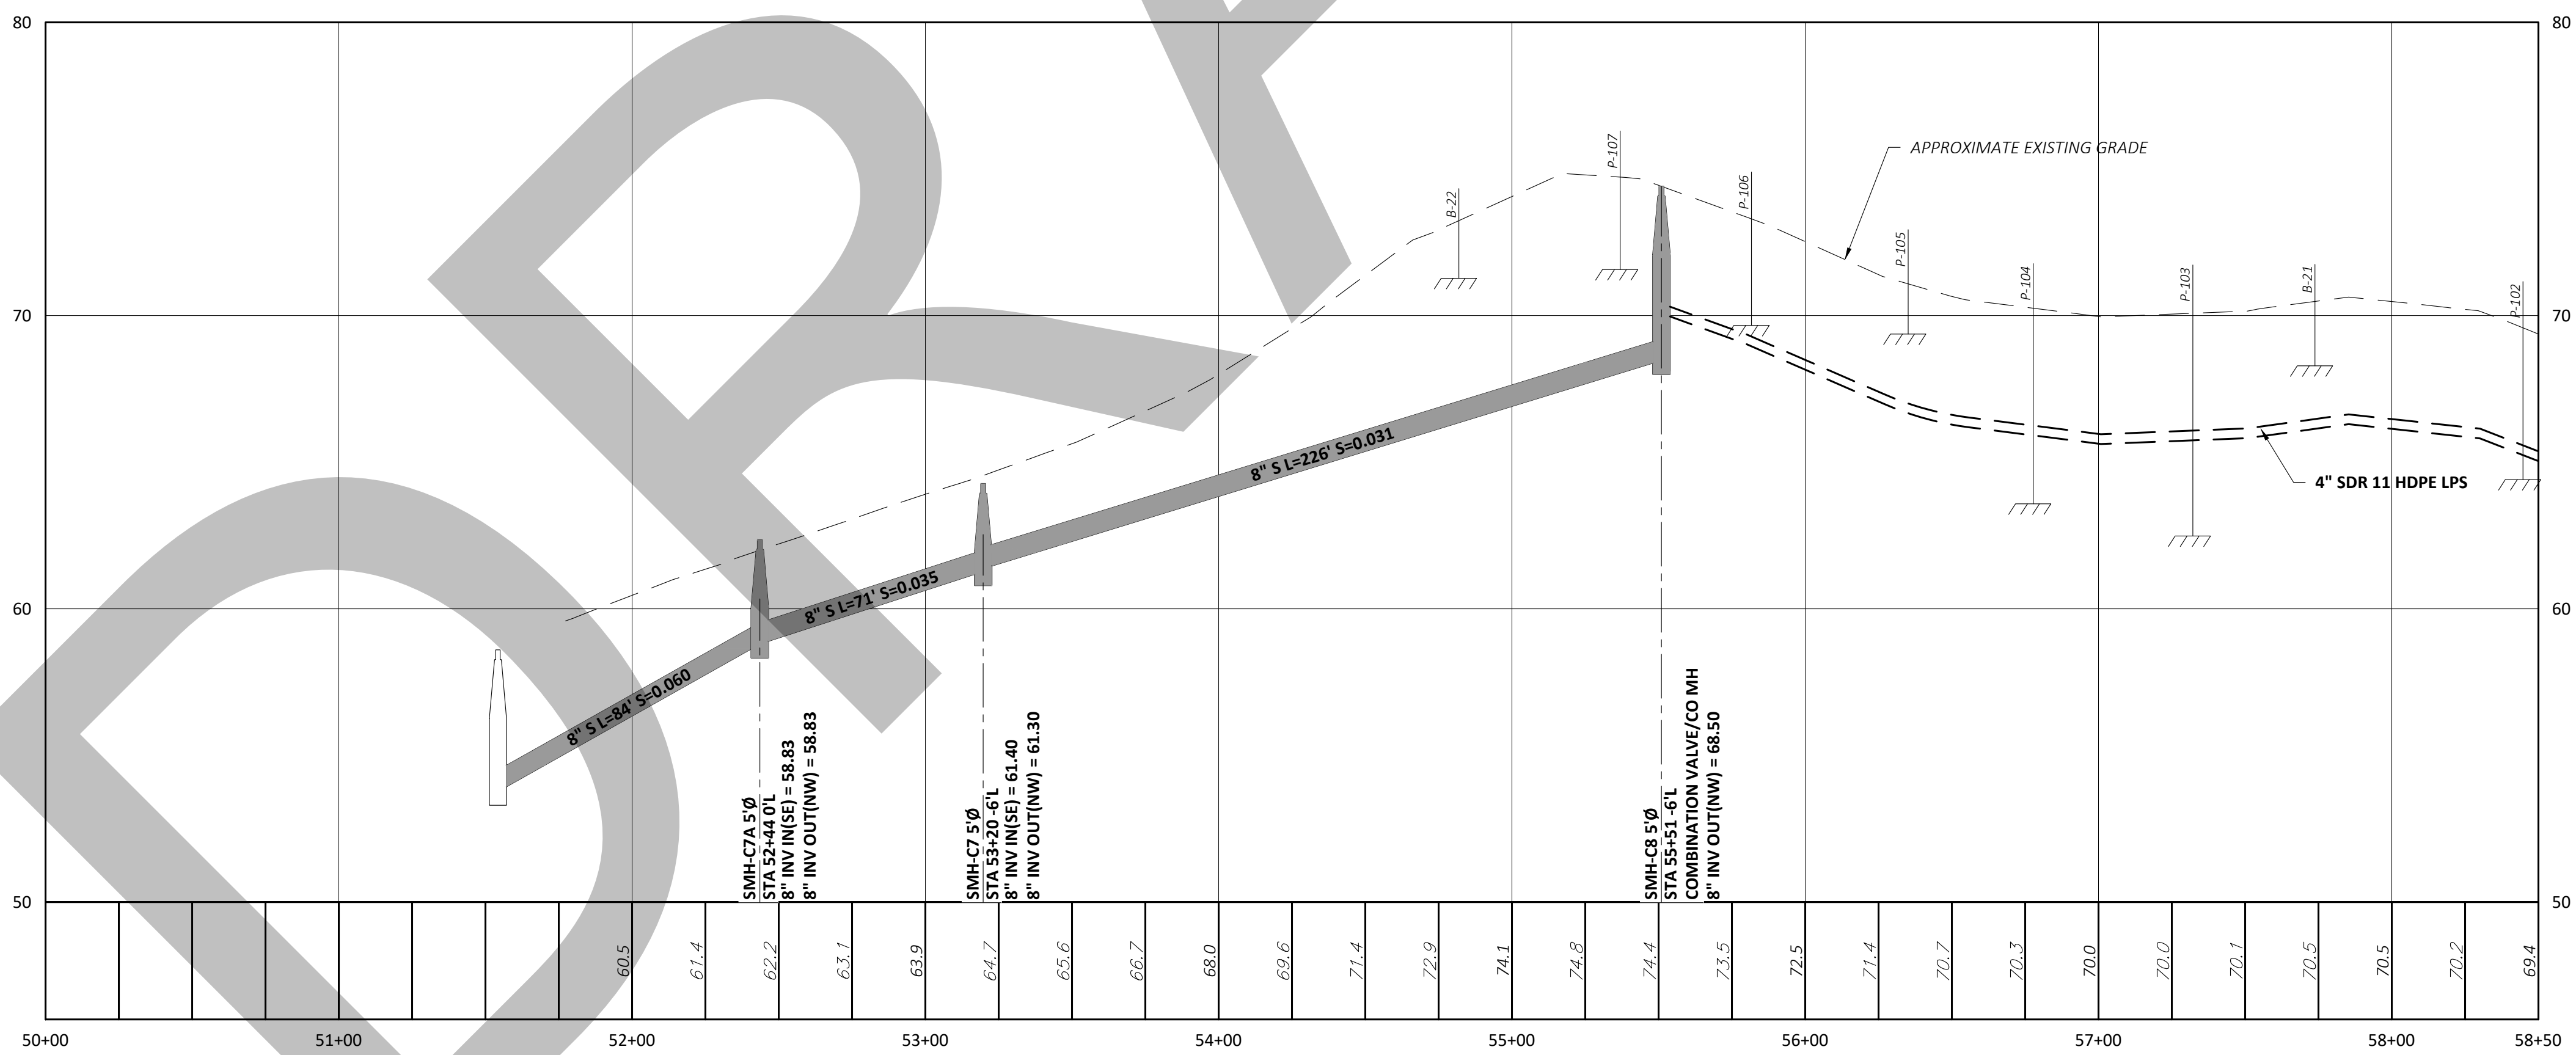 DRA
80
80
P-107
APPROXIMATE EXISTING GRADE
P-106
B-22
P-105
P-104
P-103
B-21
P-102
70
70
8" S L=226' S=0.031
4" SDR 11 HDPE LPS
60
60
8" S L=71' S=0.035
8" S L=84' S=0.060
SMH-C7A 5'Ø
STA 52+44 0'L
8" INV IN(SE) = 58.83
8" INV OUT(NW) = 58.83
SMH-C7 5'Ø
STA 53+20 -6'L
8" INV IN(SE) = 61.40
8" INV OUT(NW) = 61.30
SMH-C8 5'Ø
STA 55+51 -6'L
COMBINATION VALVE/CO MH
8" INV OUT(NW) = 68.50
50
50
60.5 61.4 62.2 63.1 63.9 64.7 65.6 66.7 68.0 69.6 71.4 72.9 74.1 74.8 74.4 73.5 72.5 71.4 70.7 70.3 70.0 70.0 70.1 70.5 70.5 70.2 69.4
50+00 51+00 52+00 53+00 54+00 55+00 56+00 57+00 58+00 58+50